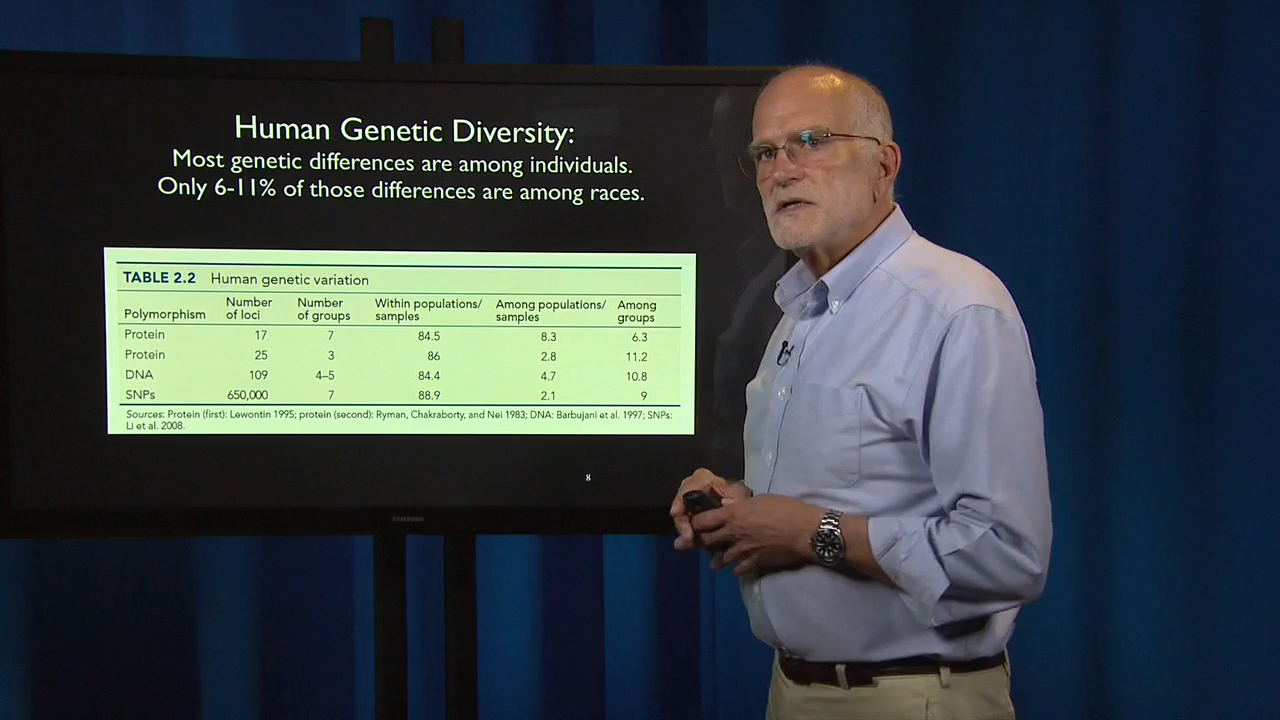 Human Genetic Diversity:
Most genetic differences are among individuals.
Only 6-11% of those differences are among races.
TABLE 2.2 Human genetic variation
Polymorphism Number of loci Number of groups Within populations/samples Among populations/samples Among groups
Protein 17 7 84.5 8.3 6.3
Protein 25 3 86 2.8 11.2
DNA 109 4–5 84.4 4.7 10.8
SNPs 650,000 7 88.9 2.1 9
Sources: Protein (first): Lewontin 1995; protein (second): Ryman, Chakraborty, and Nei 1983; DNA: Barbujani et al. 1997; SNPs:
Li et al. 2008.
8
SAMSUNG